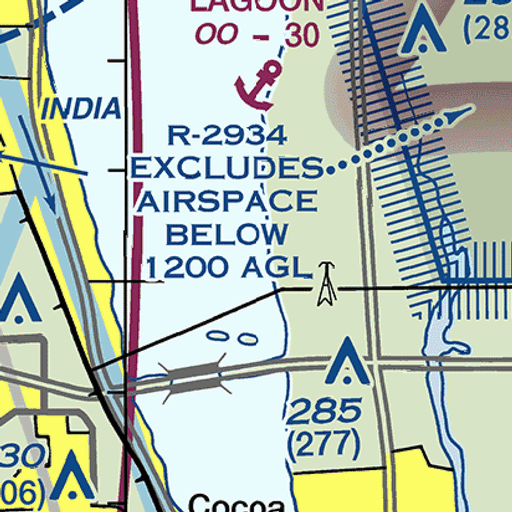 LAGOON
00 - 30
INDIA
R-2934
EXCLUDES
AIRSPACE
BELOW
1200 AGL
285
(277)
Cocoa